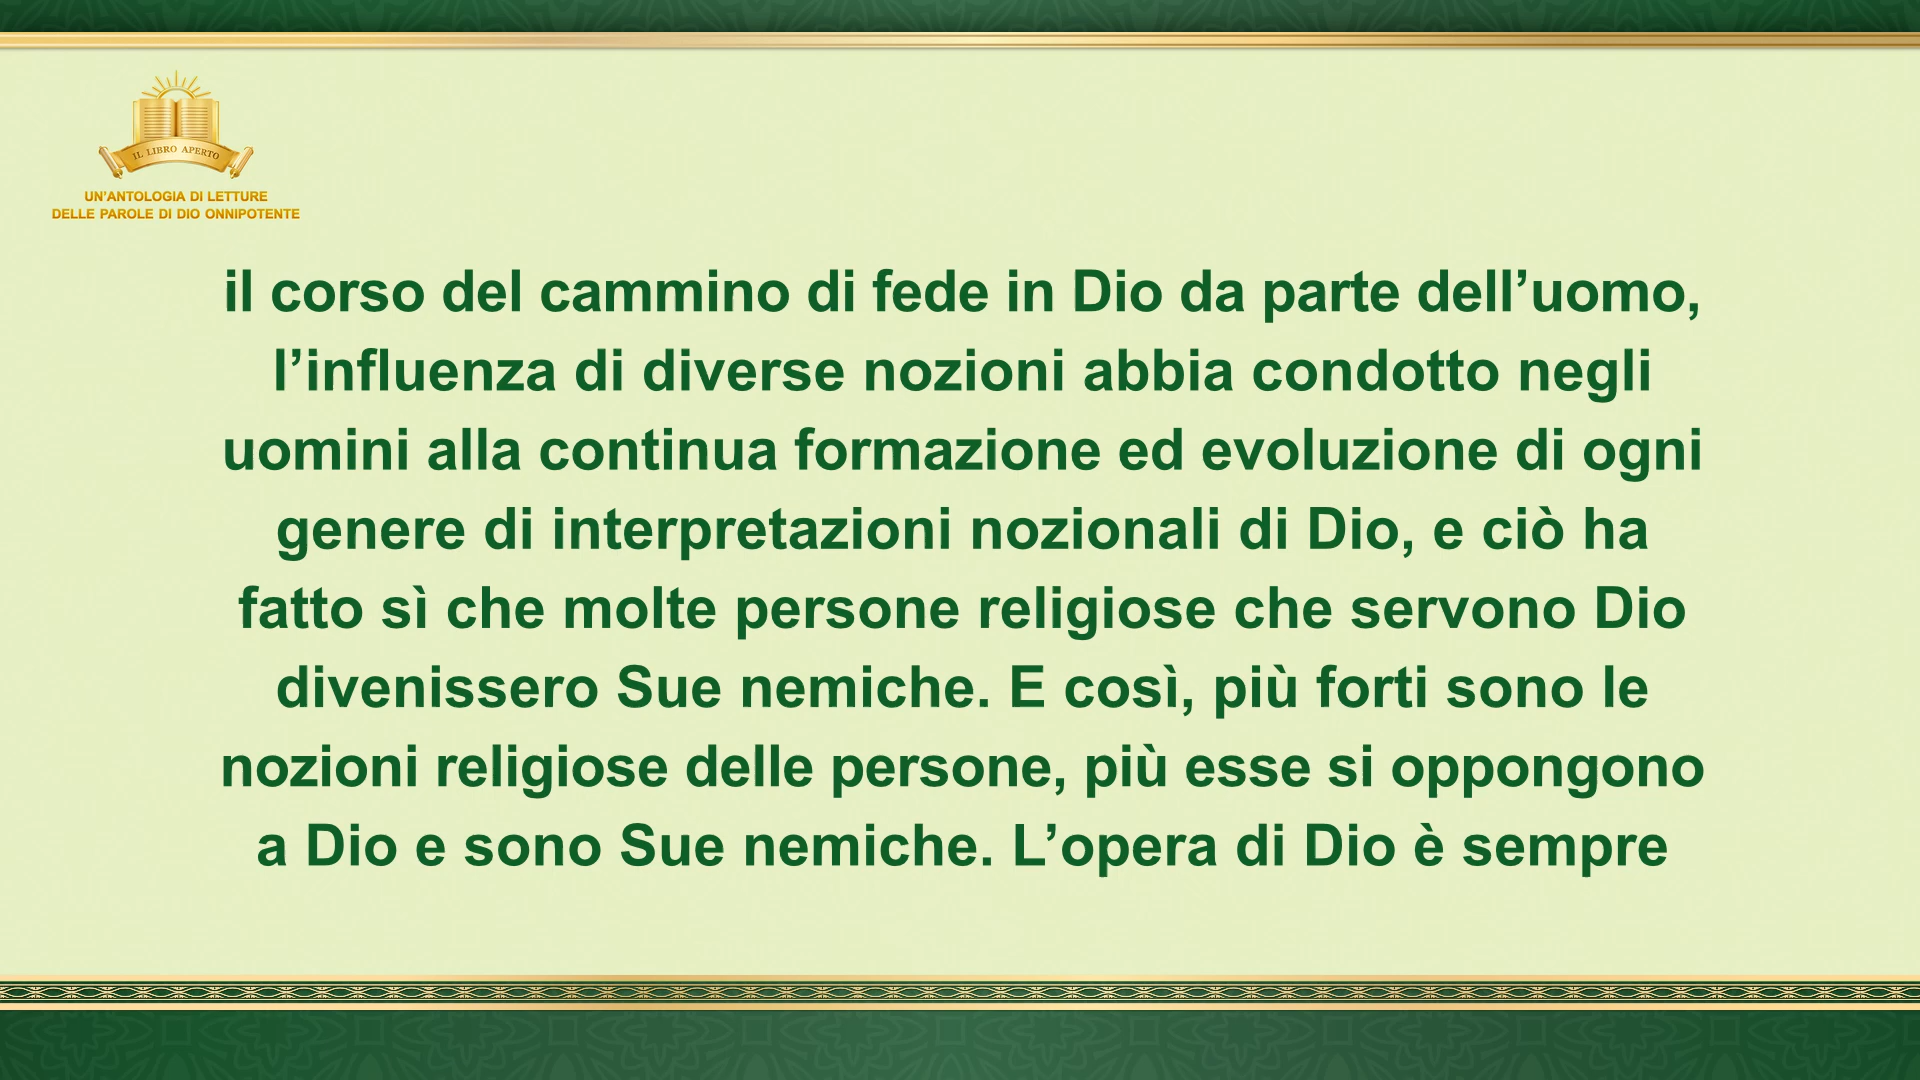 IL LIBRO APERTO
UN’ANTOLOGIA DI LETTURE
DELLE PAROLE DI DIO ONNIPOTENTE
il corso del cammino di fede in Dio da parte dell’uomo,
l’influenza di diverse nozioni abbia condotto negli
uomini alla continua formazione ed evoluzione di ogni
genere di interpretazioni nozionali di Dio, e ciò ha
fatto sì che molte persone religiose che servono Dio
divenissero Sue nemiche. E così, più forti sono le
nozioni religiose delle persone, più esse si oppongono
a Dio e sono Sue nemiche. L’opera di Dio è sempre